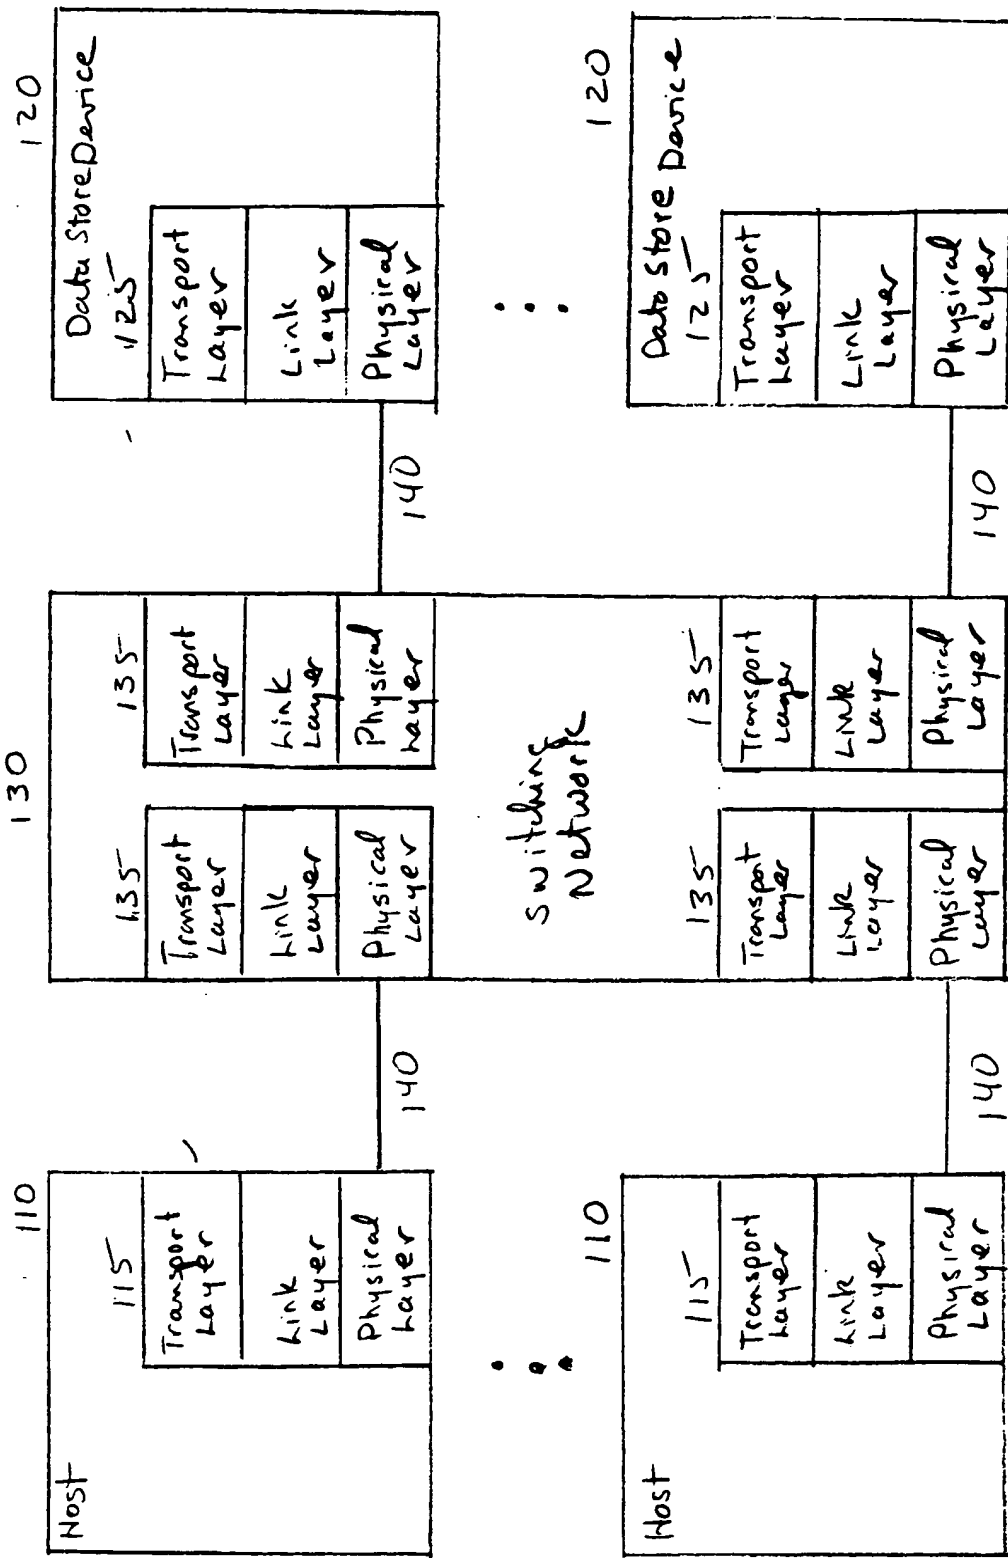 130
110
Host
115
Transport
Layer
Link
Layer
Physical
Layer
140
135
Transport
Layer
Link
Layer
Physical
Layer
135
Transport
Layer
Link
Layer
Physical
Layer
140
120
Data Store Device
125
Transport
Layer
Link
Layer
Physical
Layer
Switching
Network
110
Host
115
Transport
Layer
Link
Layer
Physical
Layer
140
135
Transport
Layer
Link
Layer
Physical
Layer
135
Transport
Layer
Link
Layer
Physical
Layer
140
120
Data Store Device
125
Transport
Layer
Link
Layer
Physical
Layer